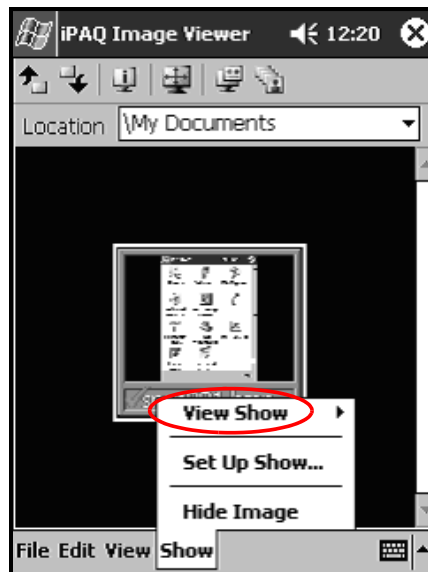 iPAQ Image Viewer 12:20
Location \My Documents
View Show
Set Up Show...
Hide Image
File Edit View Show